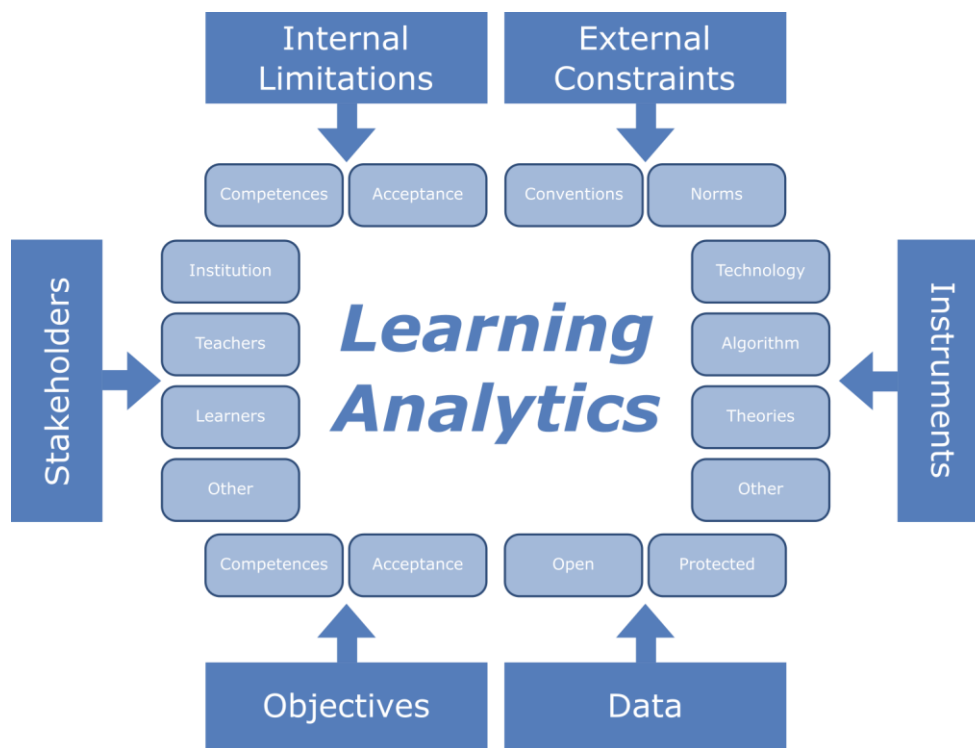 Internal
Limitations
External
Constraints
Competences
Acceptance
Conventions
Norms
Stakeholders
Institution
Teachers
Learners
Other
Learning
Analytics
Technology
Algorithm
Theories
Other
Instruments
Competences
Acceptance
Open
Protected
Objectives
Data